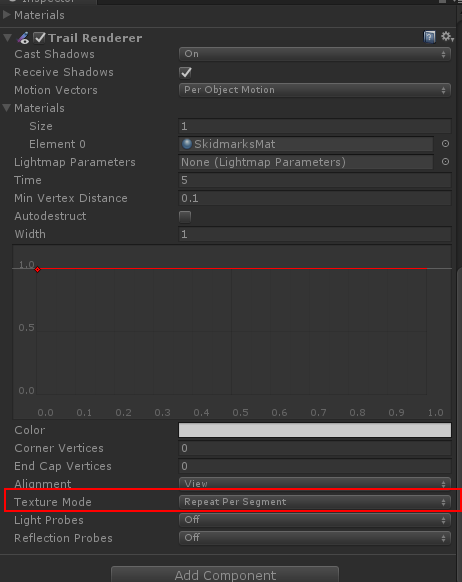 Inspector
Materials
Trail Renderer
Cast Shadows On
Receive Shadows
Motion Vectors Per Object Motion
Materials
Size 1
Element 0 SkidmarksMat
Lightmap Parameters None (Lightmap Parameters)
Time 5
Min Vertex Distance 0.1
Autodestruct
Width 1
1.0
0.5
0.0
0.0 0.1 0.2 0.3 0.4 0.5 0.6 0.7 0.8 0.9 1.0
Color
Corner Vertices 0
End Cap Vertices 0
Alignment View
Texture Mode Repeat Per Segment
Light Probes Off
Reflection Probes Off
Add Component